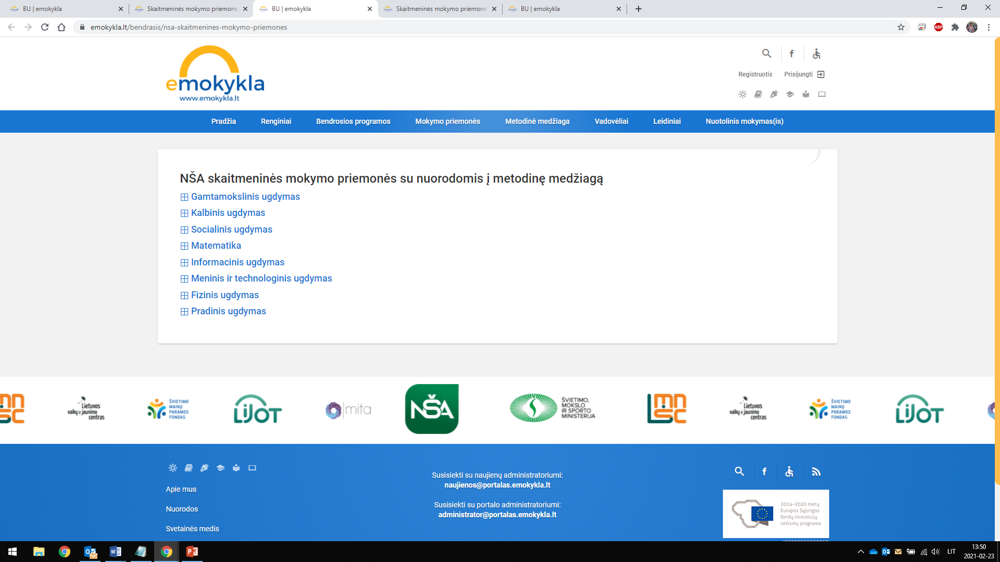 BU | emokykla
Skaitmeninės mokymo priemonė
BU | emokykla
Skaitmeninės mokymo priemonė
BU | emokykla
emokykla.lt/bendrasis/nsa-skaitmenines-mokymo-priemones
ABP
emokykla
www.emokykla.lt
Registruotis
Prisijungti
Pradžia
Renginiai
Bendrosios programos
Mokymo priemonės
Metodinė medžiaga
Vadovėliai
Leidiniai
Nuotolinis mokymas(is)
NŠA skaitmeninės mokymo priemonės su nuorodomis į metodinę medžiagą
Gamtamokslinis ugdymas
Kalbinis ugdymas
Socialinis ugdymas
Matematika
Informacinis ugdymas
Meninis ir technologinis ugdymas
Fizinis ugdymas
Pradinis ugdymas
Lietuvos
vaikų ir jaunimo
centras
ŠVIETIMO
MAINŲ
PARAMOS
FONDAS
LiJOT
mita
NŠA
ŠVIETIMO,
MOKSLO
IR SPORTO
MINISTERIJA
LMNŠC
Lietuvos
vaikų ir jaunimo
centras
ŠVIETIMO
MAINŲ
PARAMOS
FONDAS
LiJOT
Apie mus
Nuorodos
Svetainės medis
Susisiekti su naujienų administratoriumi:
naujienos@portalas.emokykla.lt
Susisiekti su portalo administratoriumi:
administrator@portalas.emokykla.lt
2014–2020 metų
Europos Sąjungos
fondų investicijų
veiksmų programa
LIT
13:50
2021-02-23